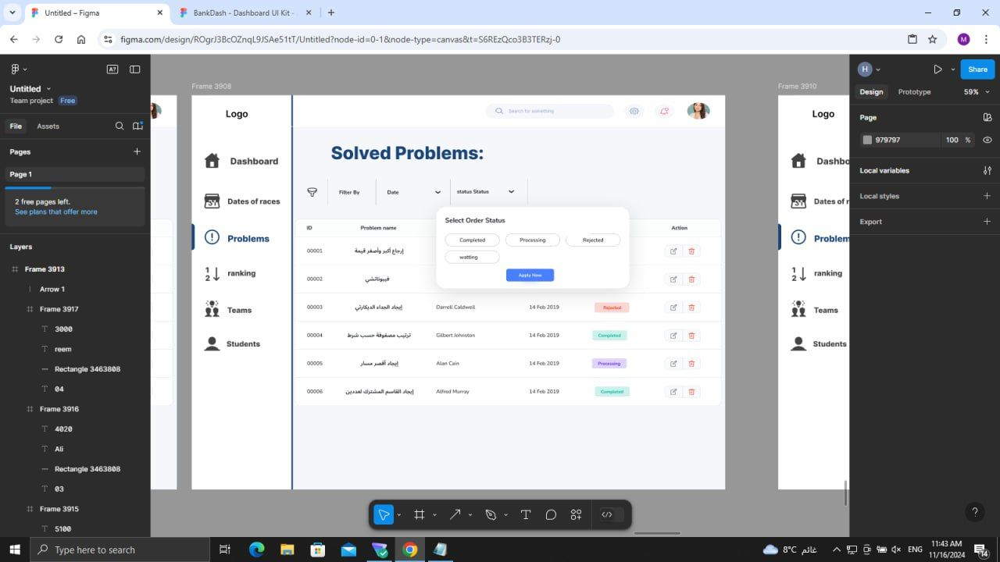 Untitled – Figma
BankDash - Dashboard UI Kit -
figma.com/design/ROgrJ3BcOZnqL9JSAe51tT/Untitled?node-id=0-1&node-type=canvas&t=S6REzQco3B3TERzj-0
M
A?
Untitled
Team project Free
File Assets
Pages
Page 1
2 free pages left.
See plans that offer more
Layers
Frame 3913
Arrow 1
Frame 3917
3000
reem
Rectangle 3463808
04
Frame 3916
4020
Ali
Rectangle 3463808
03
Frame 3915
5100
Frame 3908
Logo
Dashboard
Dates of races
Problems
1
2
ranking
Teams
Students
Search for something
Solved Problems:
Filter By
Date
status Status
Select Order Status
Completed Processing Rejected
watting
Apply Now
ID Problem name Action
00001 إرجاع أكبر وأصغر قيمة
00002 فيبوناتشي
00003 إيجاد الجداء الديكارتي Darrell Caldwell 14 Feb 2019 Rejected
00004 ترتيب مصفوفة حسب شرط Gilbert Johnston 14 Feb 2019 Completed
00005 إيجاد أقصر مسار Alan Cain 14 Feb 2019 Processing
00006 إيجاد القاسم المشترك لعددين Alfred Murray 14 Feb 2019 Completed
Frame 3910
Logo
Dashbo
Dates of r
Problem
1
2
ranking
Teams
Students
H
Share
Design Prototype 59%
Page
979797 100 %
Local variables
Local styles
Export
?
Type here to search
8°C غائم
ENG
11:43 AM
11/16/2024
14